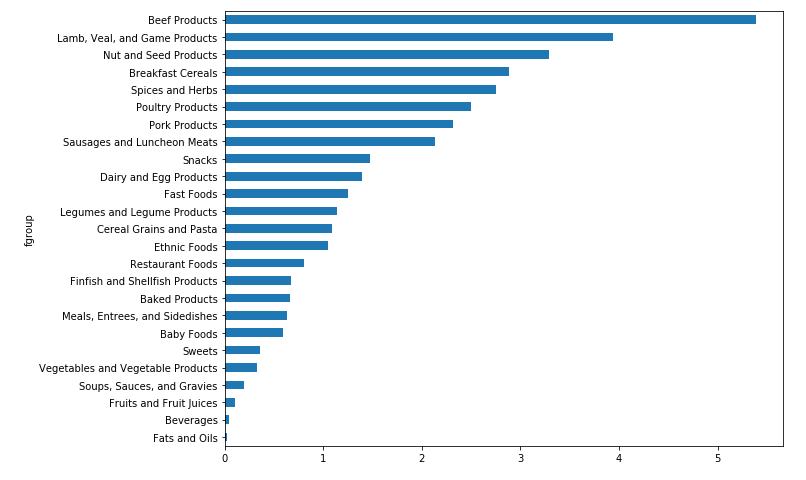 Beef Products
Lamb, Veal, and Game Products
Nut and Seed Products
Breakfast Cereals
Spices and Herbs
Poultry Products
Pork Products
Sausages and Luncheon Meats
Snacks
Dairy and Egg Products
Fast Foods
Legumes and Legume Products
Cereal Grains and Pasta
Ethnic Foods
Restaurant Foods
Finfish and Shellfish Products
Baked Products
Meals, Entrees, and Sidedishes
Baby Foods
Sweets
Vegetables and Vegetable Products
Soups, Sauces, and Gravies
Fruits and Fruit Juices
Beverages
Fats and Oils
fgroup
0 1 2 3 4 5